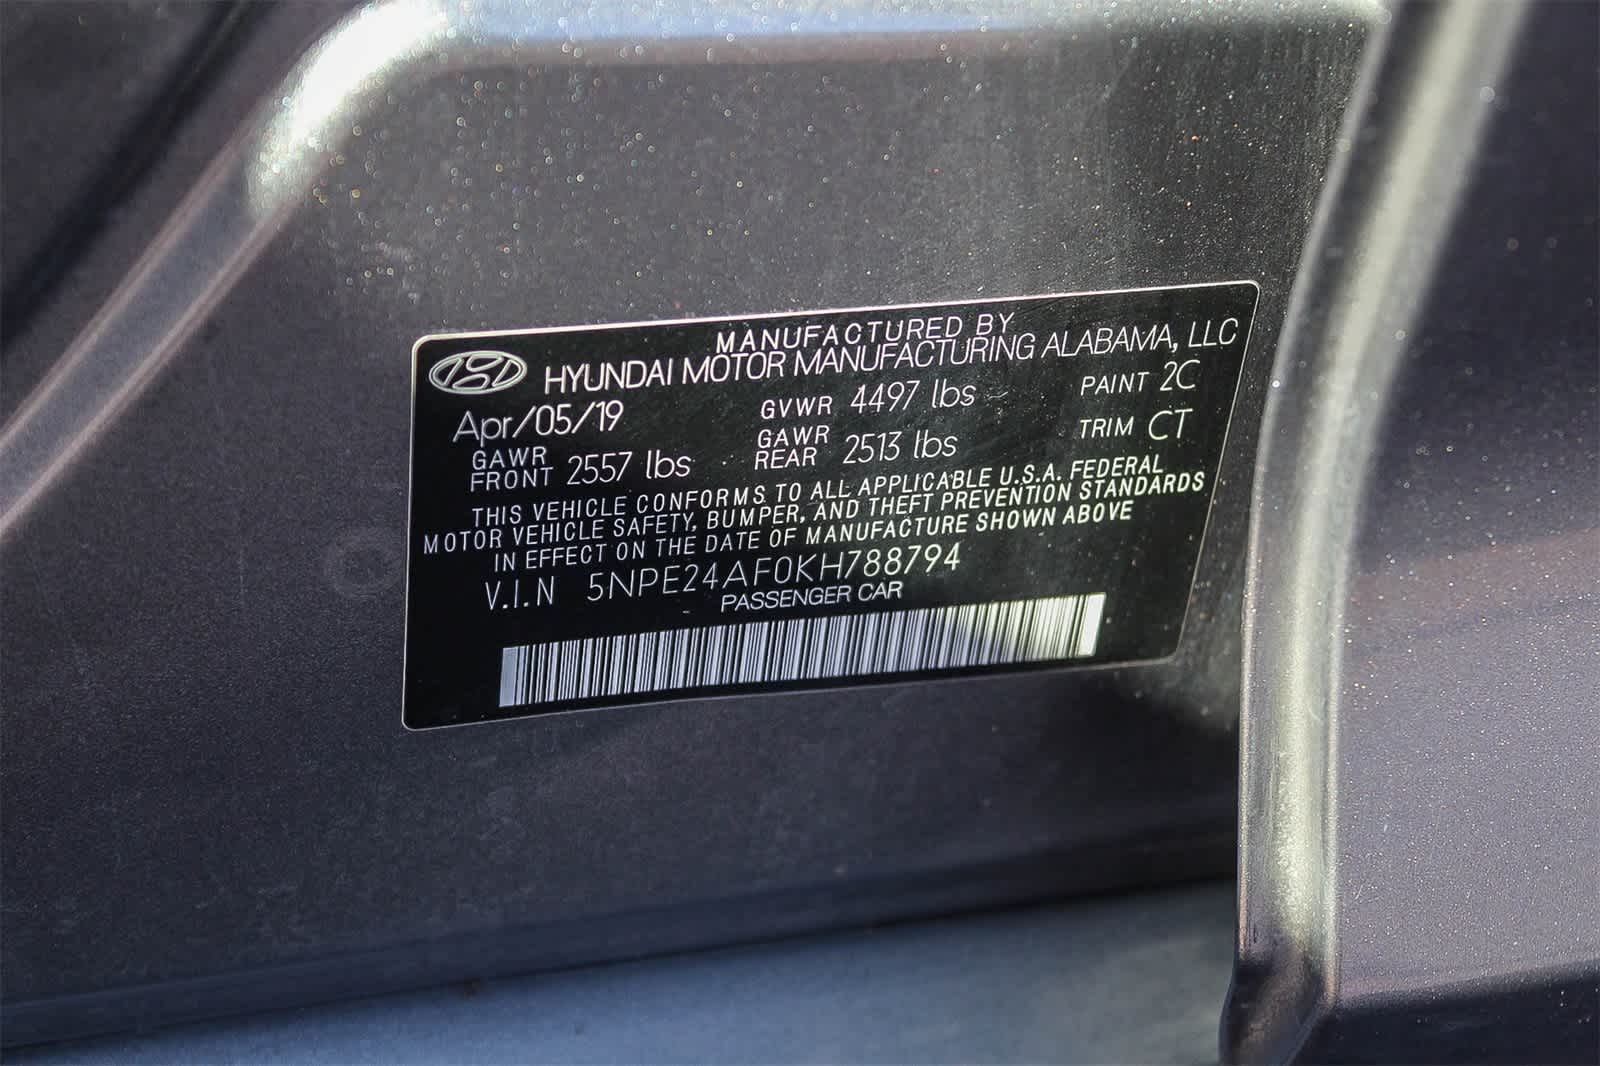 MANUFACTURED BY
HYUNDAI MOTOR MANUFACTURING ALABAMA, LLC
Apr/05/19 GVWR 4497 lbs PAINT 2C
GAWR FRONT 2557 lbs GAWR REAR 2513 lbs TRIM CT
THIS VEHICLE CONFORMS TO ALL APPLICABLE U.S.A. FEDERAL
MOTOR VEHICLE SAFETY, BUMPER, AND THEFT PREVENTION STANDARDS
IN EFFECT ON THE DATE OF MANUFACTURE SHOWN ABOVE
V.I.N 5NPE24AF0KH788794
PASSENGER CAR